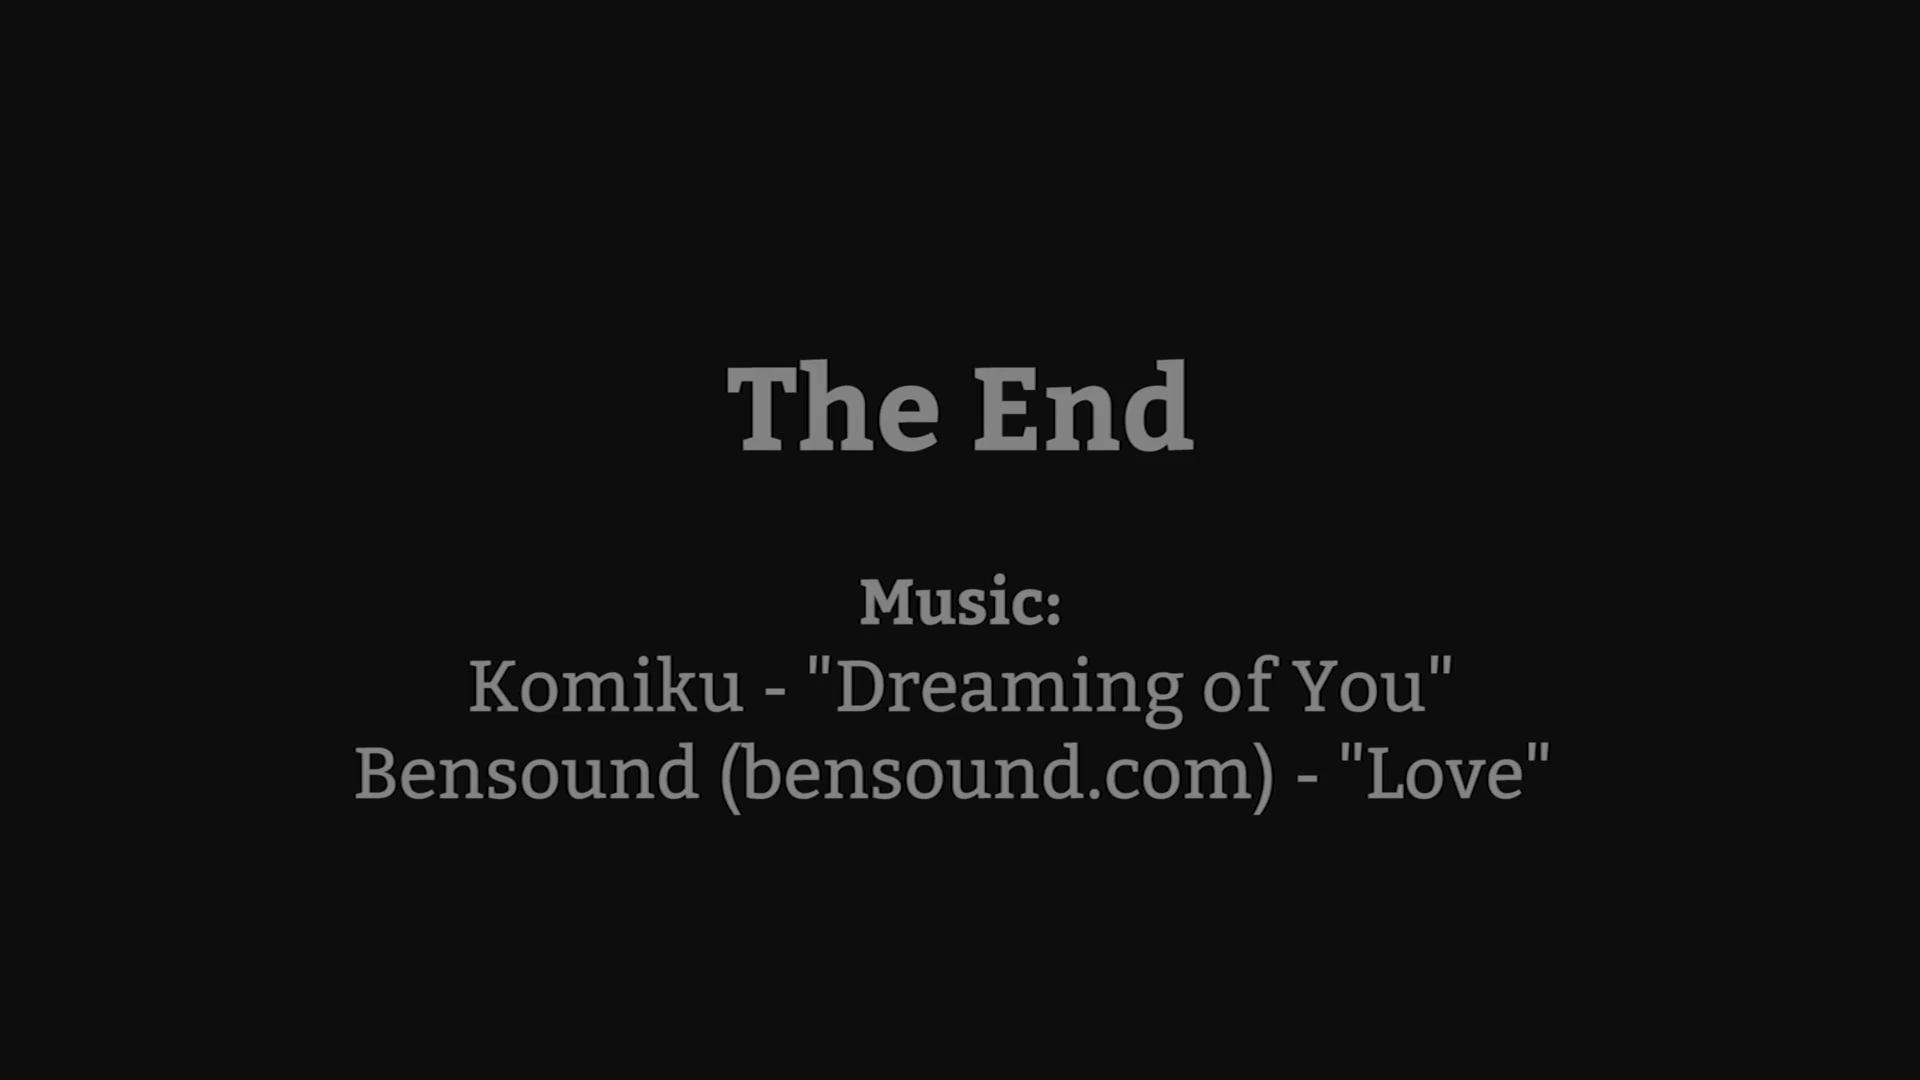 The End
Music:
Komiku - "Dreaming of You"
Bensound (bensound.com) - "Love"